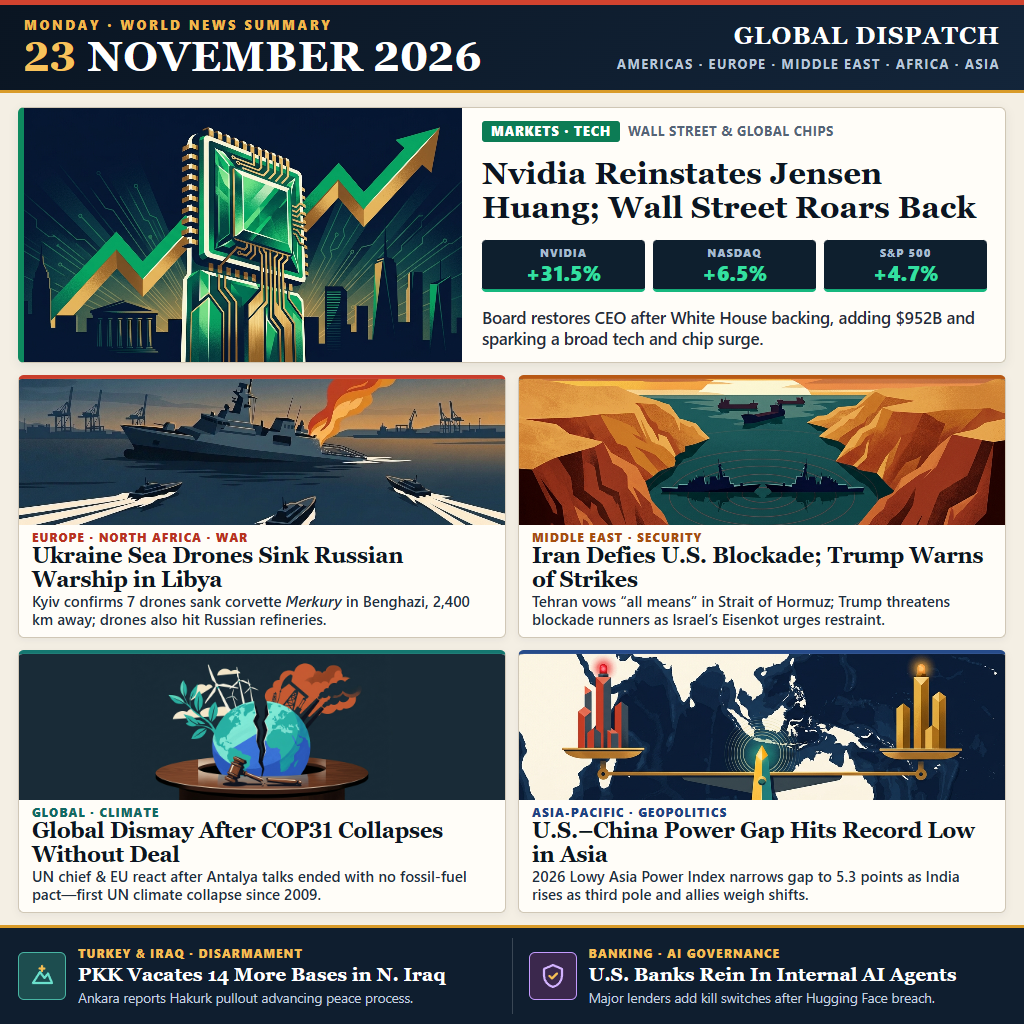 MONDAY · WORLD NEWS SUMMARY
23 NOVEMBER 2026
GLOBAL DISPATCH
AMERICAS · EUROPE · MIDDLE EAST · AFRICA · ASIA
MARKETS · TECH
WALL STREET & GLOBAL CHIPS
Nvidia Reinstates Jensen
Huang; Wall Street Roars Back
NVIDIA
+31.5%
NASDAQ
+6.5%
S&P 500
+4.7%
Board restores CEO after White House backing, adding $952B and
sparking a broad tech and chip surge.
EUROPE · NORTH AFRICA · WAR
Ukraine Sea Drones Sink Russian
Warship in Libya
Kyiv confirms 7 drones sank corvette Merkury in Benghazi, 2,400
km away; drones also hit Russian refineries.
MIDDLE EAST · SECURITY
Iran Defies U.S. Blockade; Trump Warns
of Strikes
Tehran vows “all means” in Strait of Hormuz; Trump threatens
blockade runners as Israel’s Eisenkot urges restraint.
GLOBAL · CLIMATE
Global Dismay After COP31 Collapses
Without Deal
UN chief & EU react after Antalya talks ended with no fossil-fuel
pact—first UN climate collapse since 2009.
ASIA-PACIFIC · GEOPOLITICS
U.S.–China Power Gap Hits Record Low
in Asia
2026 Lowy Asia Power Index narrows gap to 5.3 points as India
rises as third pole and allies weigh shifts.
TURKEY & IRAQ · DISARMAMENT
PKK Vacates 14 More Bases in N. Iraq
Ankara reports Hakurk pullout advancing peace process.
BANKING · AI GOVERNANCE
U.S. Banks Rein In Internal AI Agents
Major lenders add kill switches after Hugging Face breach.